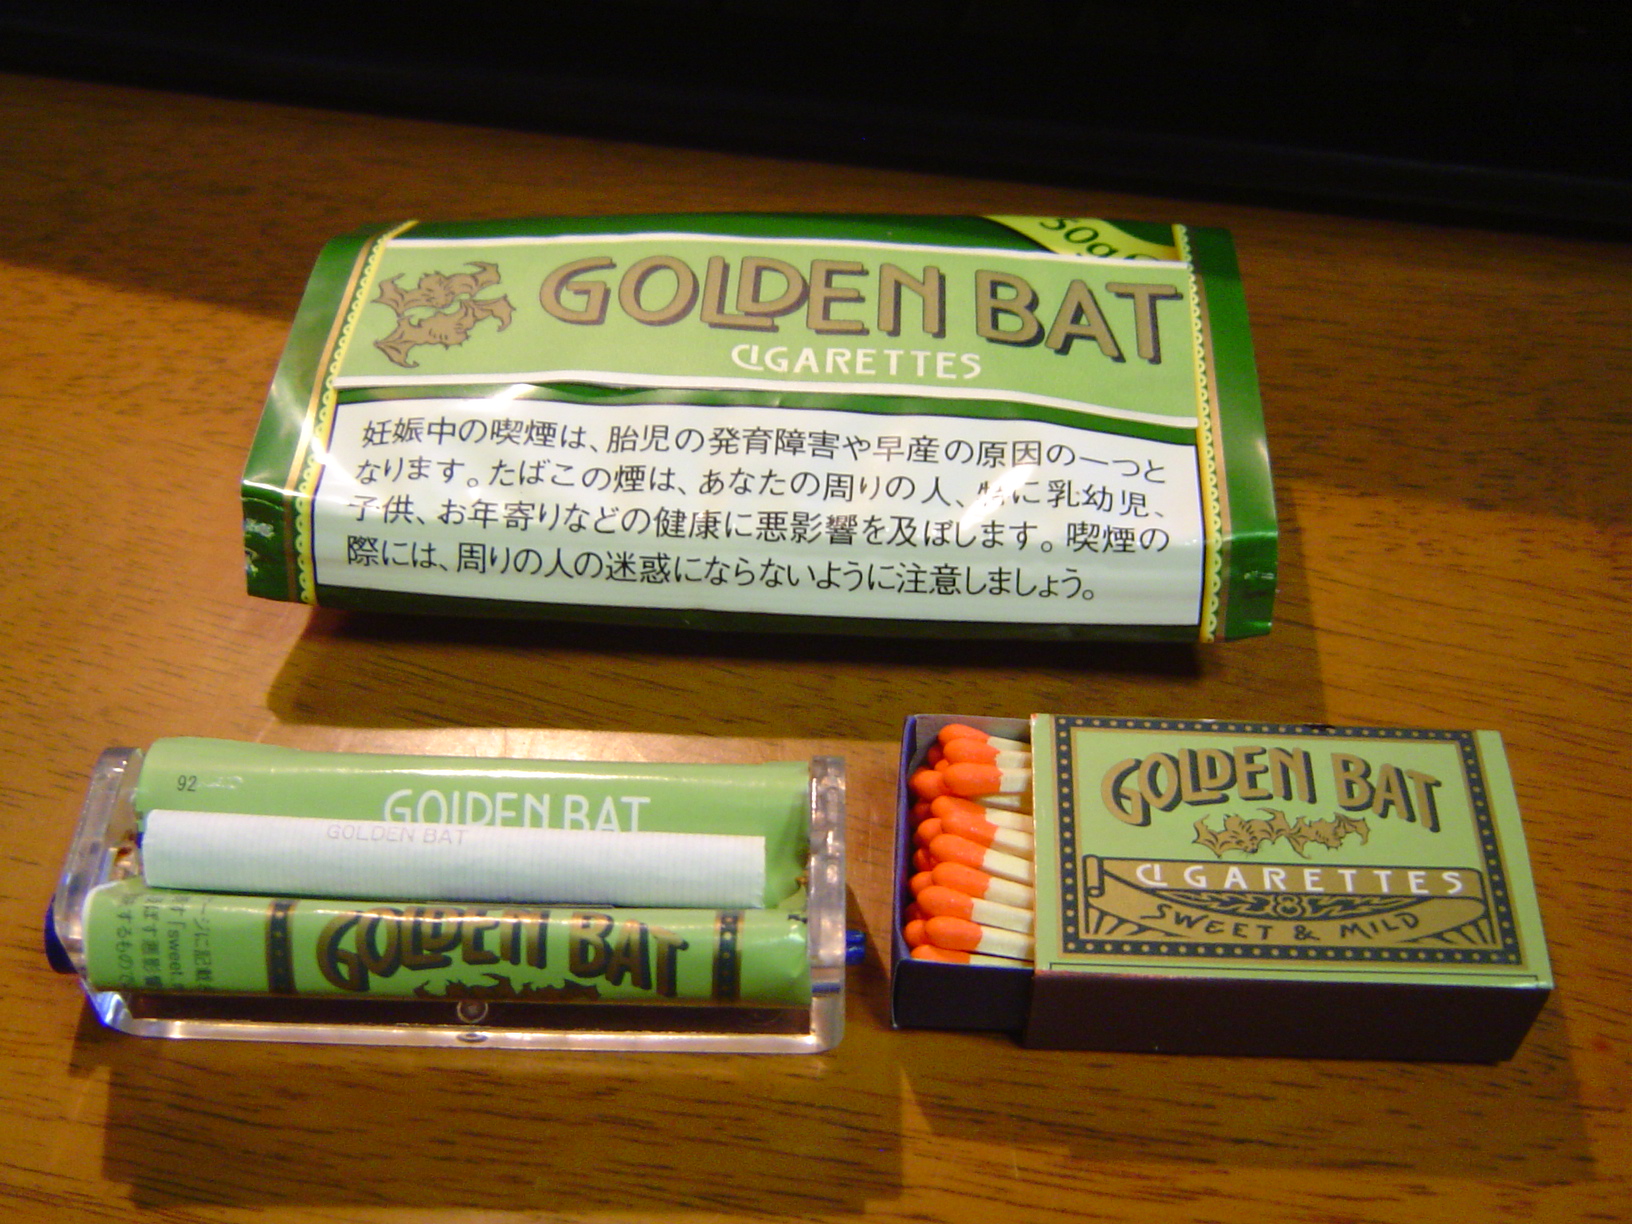 30g
GOLDEN BAT
CIGARETTES
妊娠中の喫煙は、胎児の発育障害や早産の原因の一つと
なります。たばこの煙は、あなたの周りの人、特に乳幼児、
子供、お年寄りなどの健康に悪影響を及ぼします。喫煙の
際には、周りの人の迷惑にならないように注意しましょう。
92
GOLDEN BAT
GOLDEN BAT
GOLDEN BAT
GOLDEN BAT
CIGARETTES
SWEET & MILD